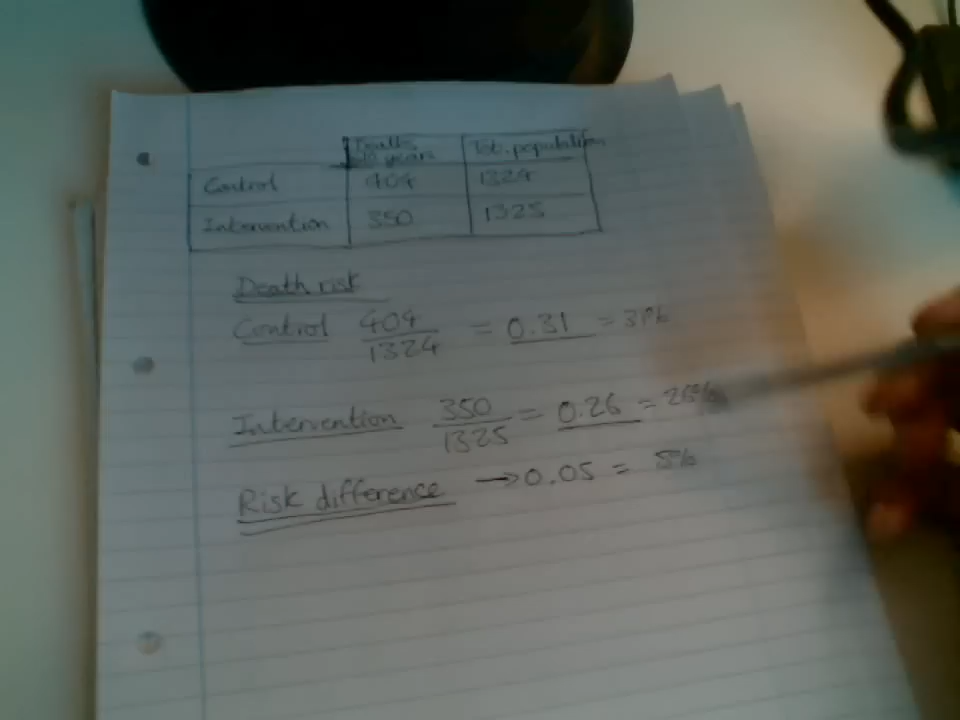 Deaths Tot. population
in 10 years
Control 404 1324
Intervention 350 1325
Death risk
Control 404/1324 = 0.31 = 31%
Intervention 350/1325 = 0.26 = 26%
Risk difference → 0.05 = 5%